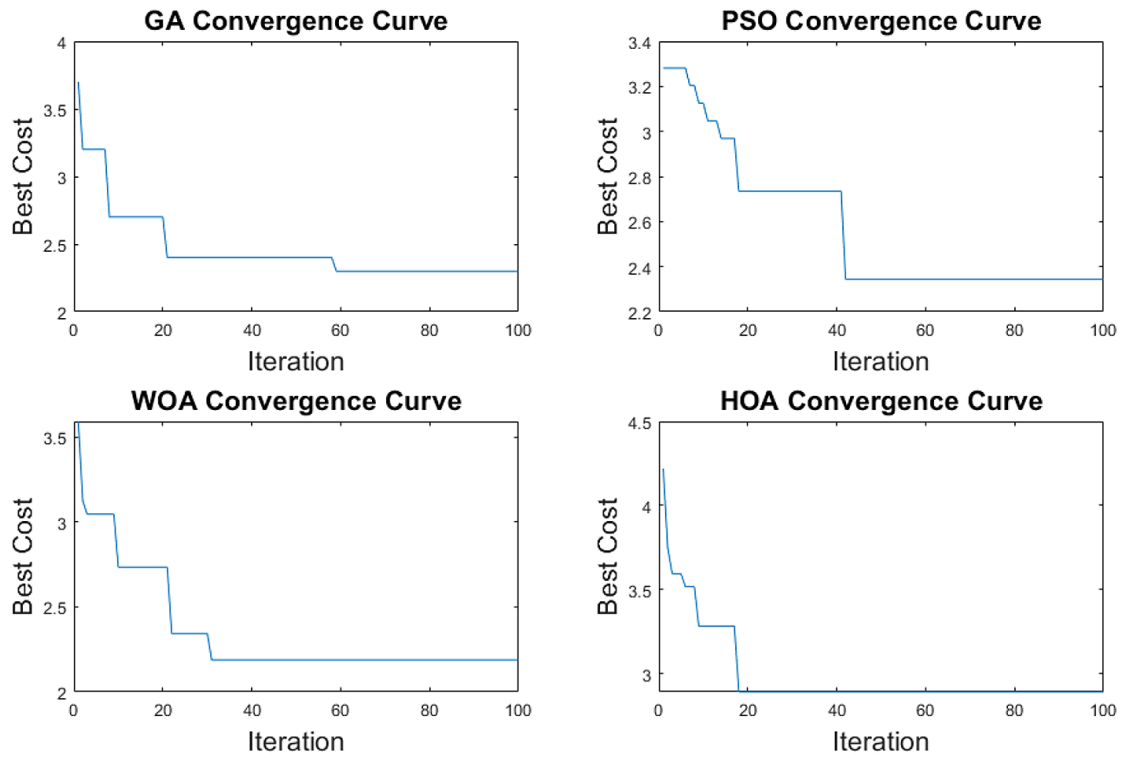 GA Convergence Curve
4
3.5
3
2.5
2
Best Cost
0 20 40 60 80 100
Iteration
PSO Convergence Curve
3.4
3.2
3
2.8
2.6
2.4
2.2
Best Cost
0 20 40 60 80 100
Iteration
WOA Convergence Curve
3.5
3
2.5
2
Best Cost
0 20 40 60 80 100
Iteration
HOA Convergence Curve
4.5
4
3.5
3
Best Cost
0 20 40 60 80 100
Iteration